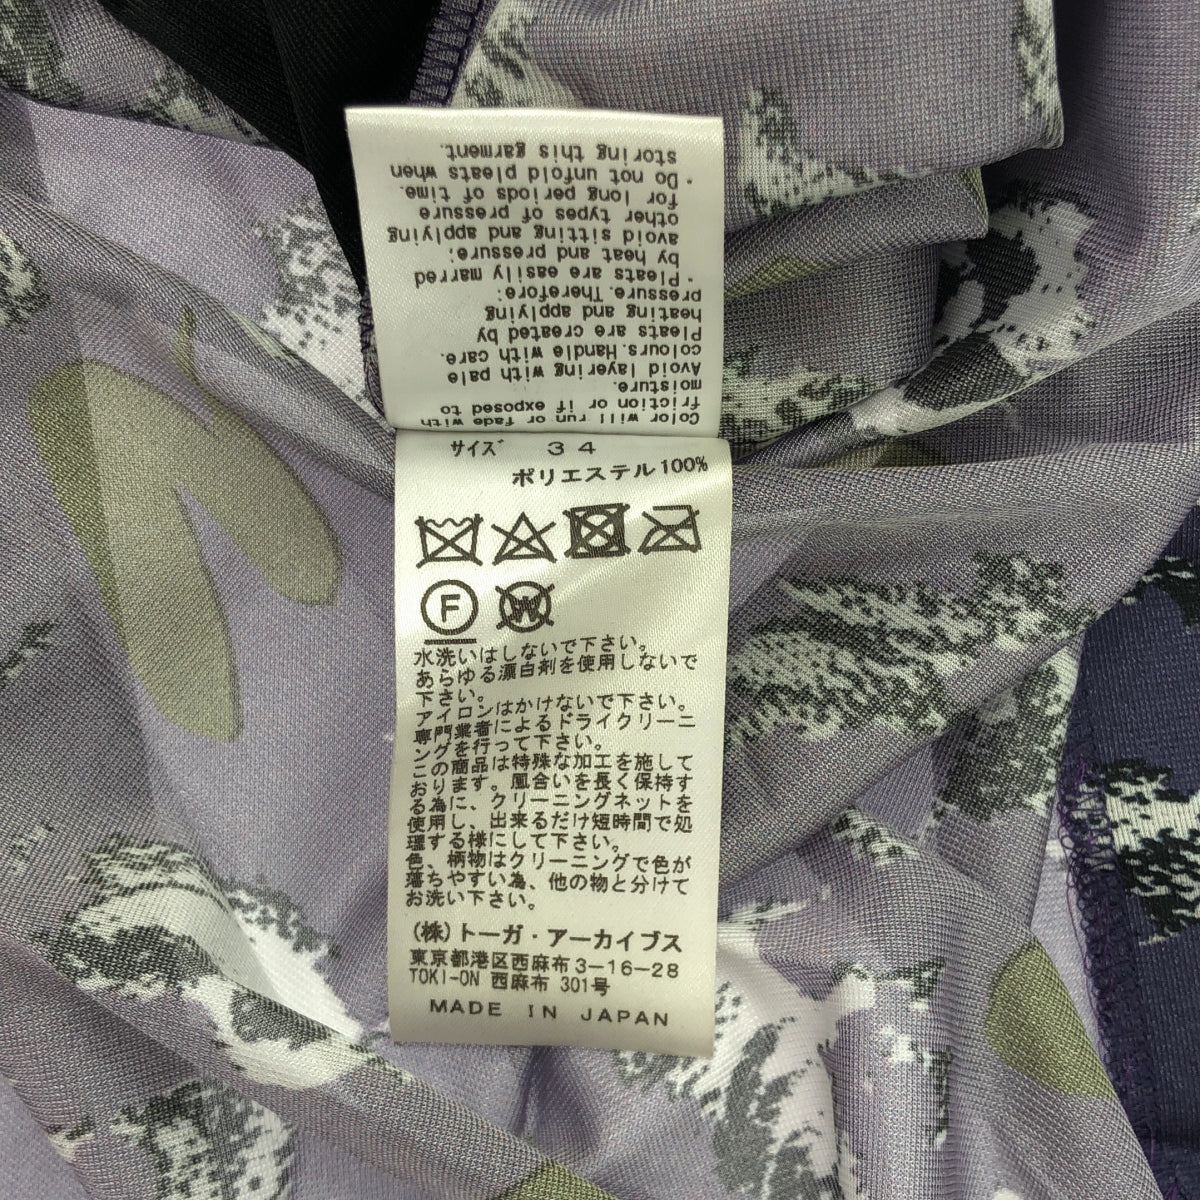 Color will run or fade with
friction or if exposed to
moisture.
Avoid layering with pale
colours. Handle with care.
Pleats are created by
heating and applying
pressure. Therefore:
・Pleats are easily marred
by heat and pressure;
avoid sitting and applying
other types of pressure
for long periods of time.
・Do not unfold pleats when
storing this garment.
サイズ 34
ポリエステル100%
F
W
水洗いはしないで下さい。
あらゆる漂白剤を使用しないで
下さい。
アイロンはかけないで下さい。
専門業者によるドライクリーニ
ングを行って下さい。
この商品は特殊な加工を施して
おります。風合いを長く保持す
る為に、クリーニングネットを
使用し、出来るだけ短時間で処
理する様にして下さい。
色、柄物はクリーニングで色が
落ちやすい為、他の物と分けて
お洗い下さい。
(株)トーガ・アーカイブス
東京都港区西麻布3-16-28
TOKI-ON 西麻布 301号
MADE IN JAPAN